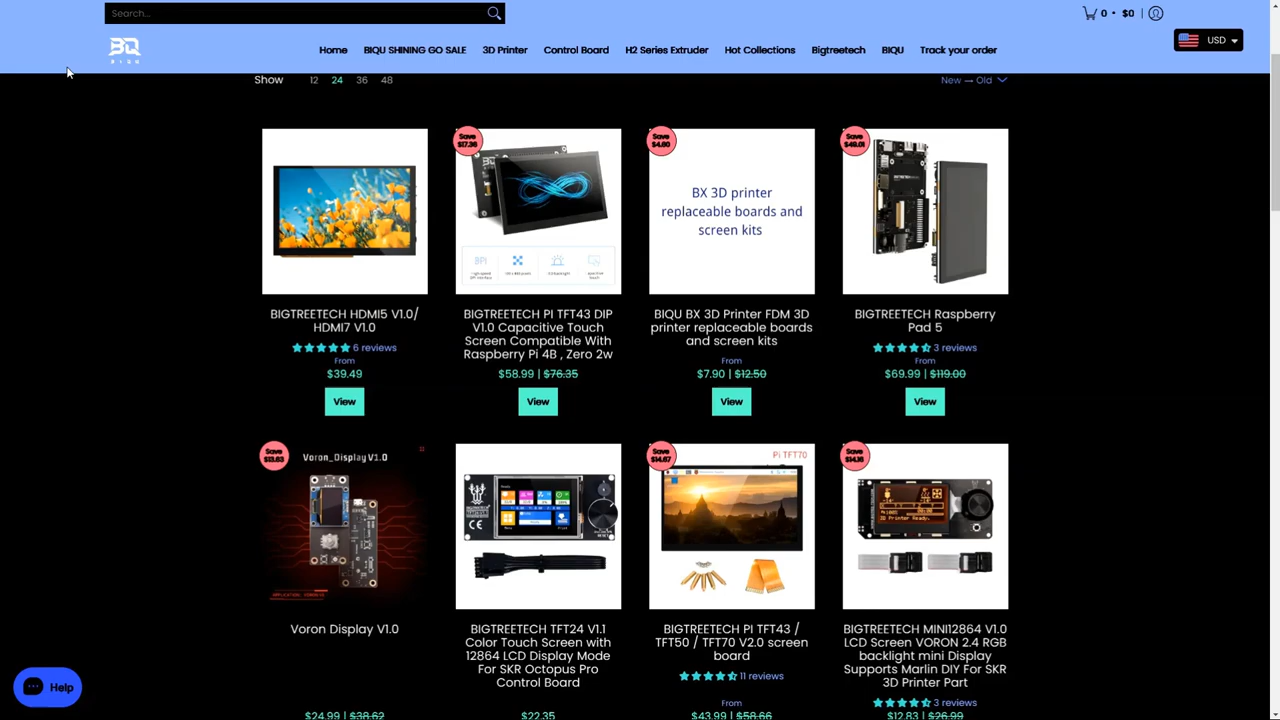 Search...
0 • $0
BQ
BIQU
Home BIQU SHINING GO SALE 3D Printer Control Board H2 Series Extruder Hot Collections Bigtreetech BIQU Track your order
USD
Show 12 24 36 48
New → Old
Save
$17.36
Save
$4.60
BX 3D printer
replaceable boards and
screen kits
Save
$49.01
BIGTREETECH HDMI5 V1.0/
HDMI7 V1.0
6 reviews
From
$39.49
View
BIGTREETECH PI TFT43 DIP
V1.0 Capacitive Touch
Screen Compatible With
Raspberry Pi 4B , Zero 2w
$58.99 | $76.35
View
BIQU BX 3D Printer FDM 3D
printer replaceable boards
and screen kits
From
$7.90 | $12.50
View
BIGTREETECH Raspberry
Pad 5
3 reviews
From
$69.99 | $119.00
View
Save
$13.63
Voron_Display V1.0
Voron Display V1.0
$24.99 | $38.62
BIGTREETECH TFT24 V1.1
Color Touch Screen with
12864 LCD Display Mode
For SKR Octopus Pro
Control Board
$22.35
Save
$14.67
Pi TFT70
BIGTREETECH PI TFT43 /
TFT50 / TFT70 V2.0 screen
board
11 reviews
From
$43.99 | $58.66
Save
$14.16
3D Printer Ready.
BIGTREETECH MINI12864 V1.0
LCD Screen VORON 2.4 RGB
backlight mini Display
Supports Marlin DIY For SKR
3D Printer Part
3 reviews
$12.83 | $26.99
Help